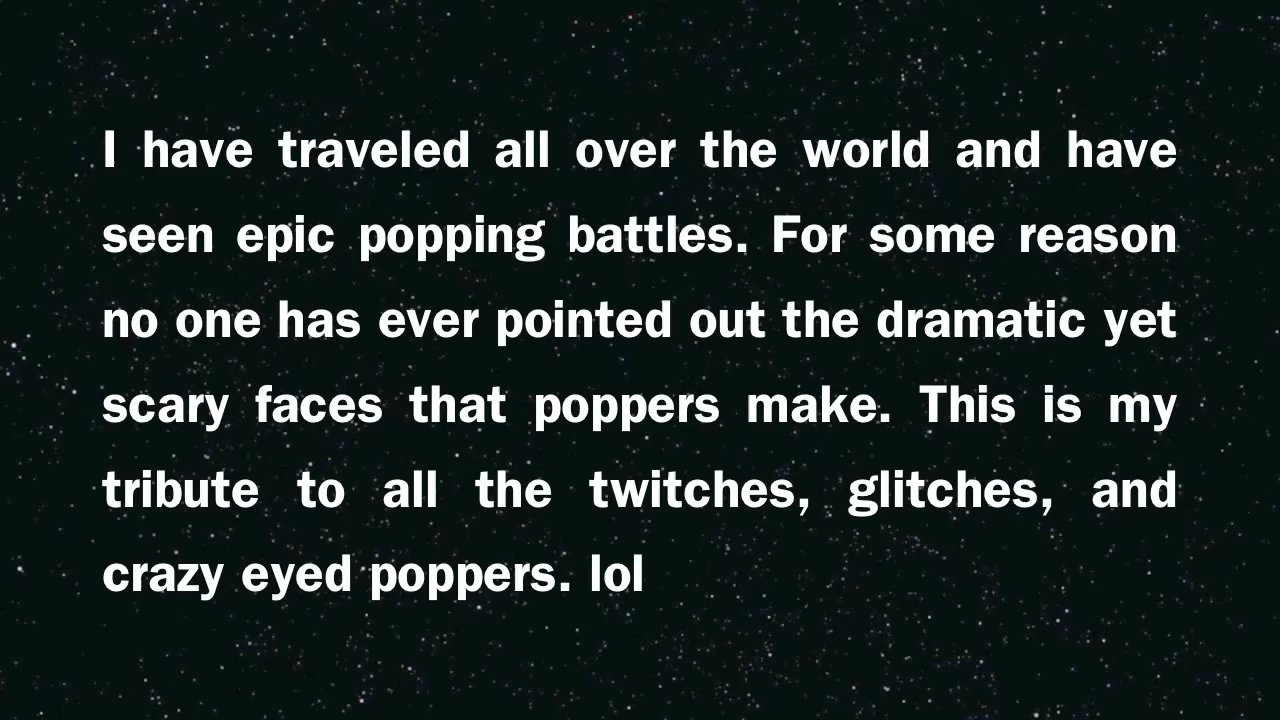 I have traveled all over the world and have
seen epic popping battles. For some reason
no one has ever pointed out the dramatic yet
scary faces that poppers make. This is my
tribute to all the twitches, glitches, and
crazy eyed poppers. lol